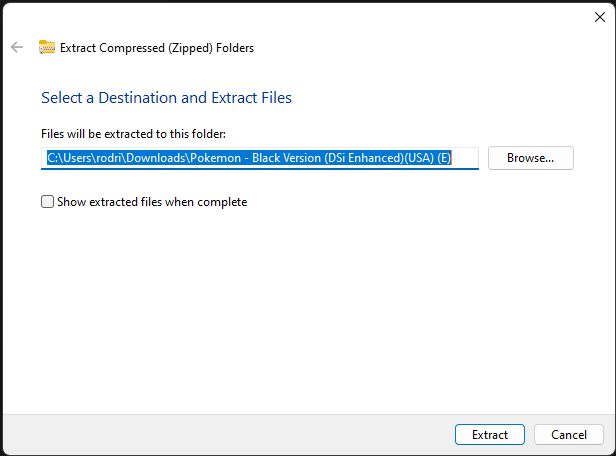 Extract Compressed (Zipped) Folders
Select a Destination and Extract Files
Files will be extracted to this folder:
C:\Users\rodri\Downloads\Pokemon - Black Version (DSi Enhanced)(USA) (E)
Browse...
Show extracted files when complete
Extract
Cancel